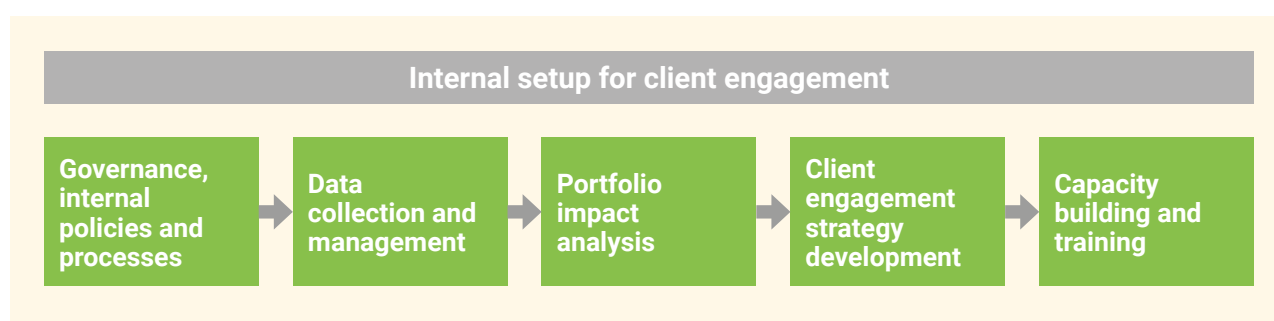 Internal setup for client engagement
Governance,
internal
policies and
processes
Data
collection and
management
Portfolio
impact
analysis
Client
engagement
strategy
development
Capacity
building and
training